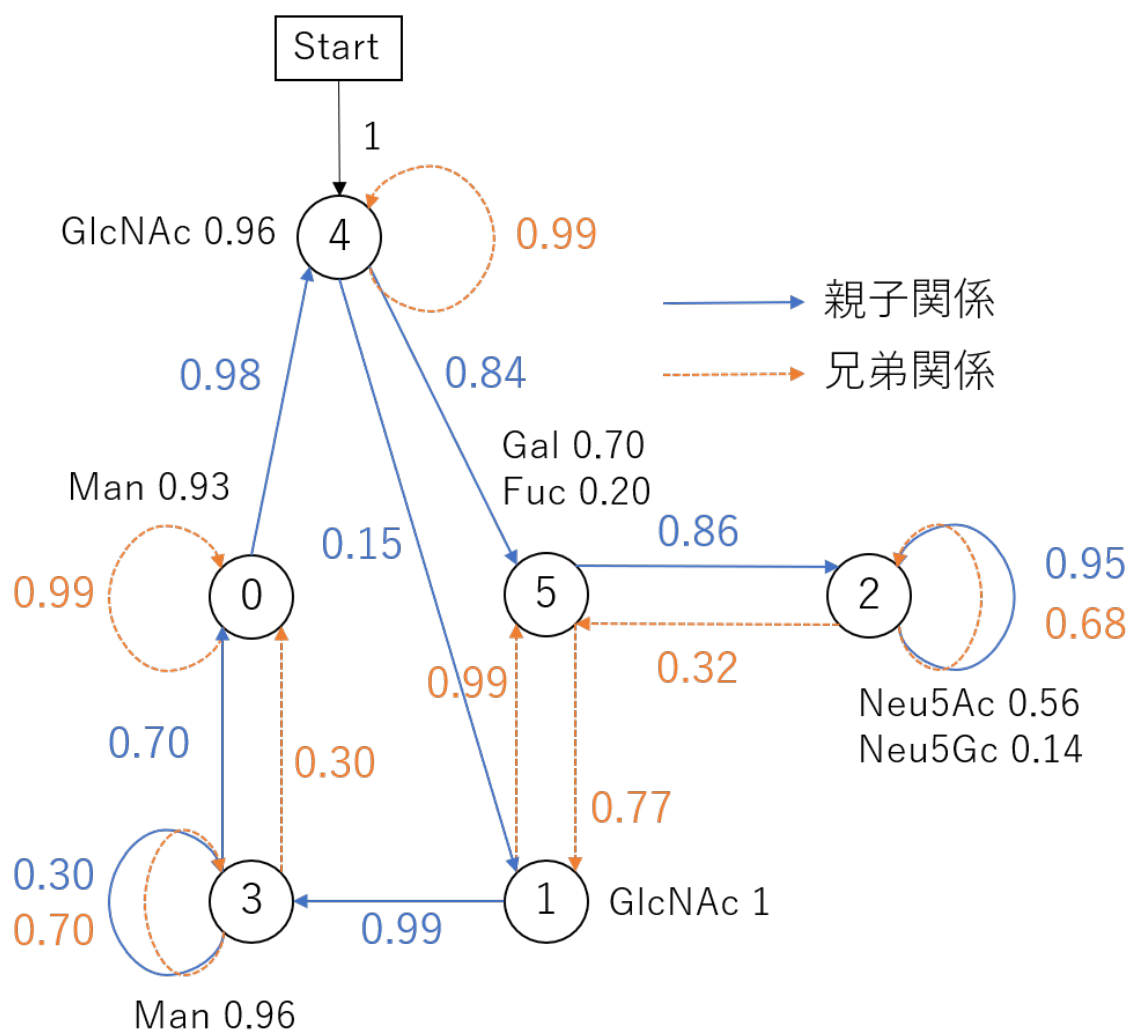 Start
1
GlcNAc 0.96
4
0.99
親子関係
兄弟関係
0.98
0.84
Gal 0.70
Fuc 0.20
Man 0.93
0.15
0.86
0.99
0
5
2
0.95
0.68
0.99
0.32
Neu5Ac 0.56
Neu5Gc 0.14
0.70
0.30
0.77
0.30
0.70
3
0.99
1
GlcNAc 1
Man 0.96